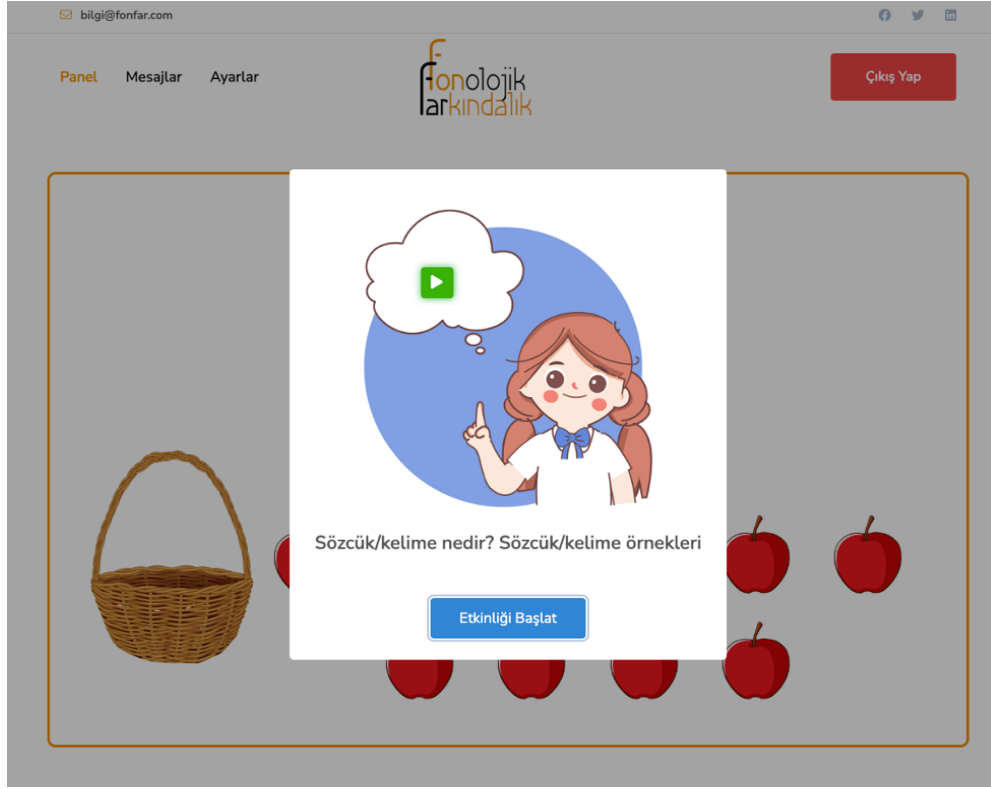 bilgi@fonfar.com
Panel Mesajlar Ayarlar
fonolojik
farkındalık
Çıkış Yap
Sözcük/kelime nedir? Sözcük/kelime örnekleri
Etkinliği Başlat